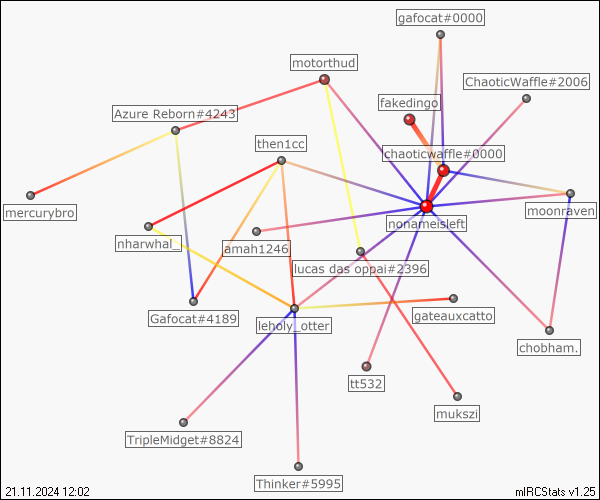 gafocat#0000
motorthud
ChaoticWaffle#2006
fakedingo
Azure Reborn#4243
then1cc
chaoticwaffle#0000
mercurybro
moonraven
nonameisleft
nharwhal_
amah1246
lucas das oppai#2396
Gafocat#4189
leholy_otter
gateauxcatto
chobham.
tt532
mukszi
TripleMidget#8824
Thinker#5995
21.11.2024 12:02
mIRCStats v1.25